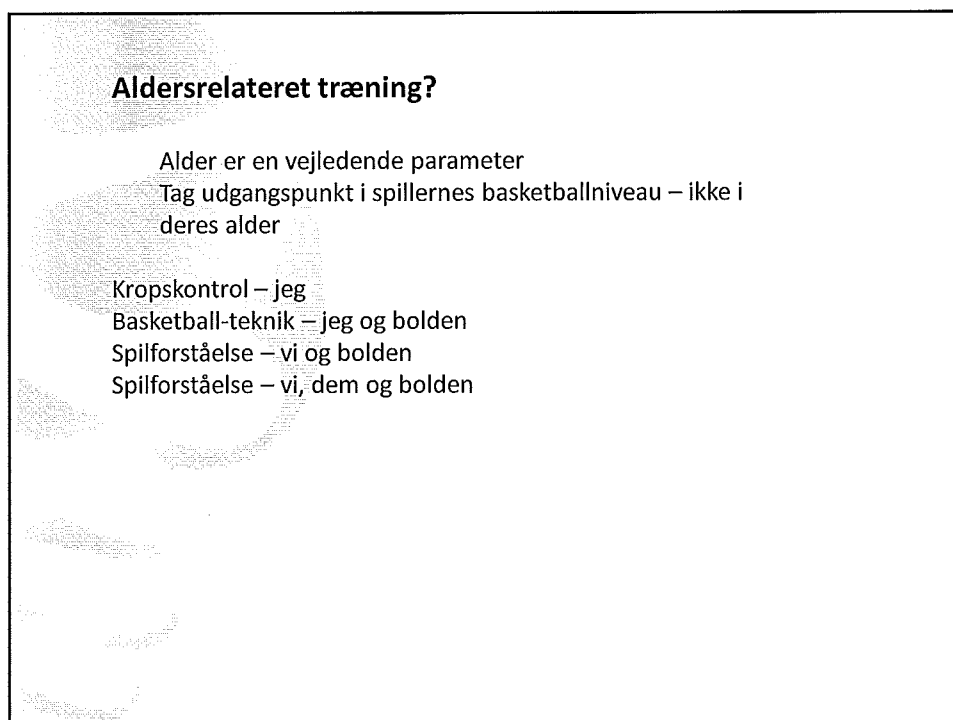 Aldersrelateret træning?
Alder er en vejledende parameter
Tag udgangspunkt i spillernes basketballniveau – ikke i
deres alder
Kropskontrol – jeg
Basketball-teknik – jeg og bolden
Spilforståelse – vi og bolden
Spilforståelse – vi, dem og bolden